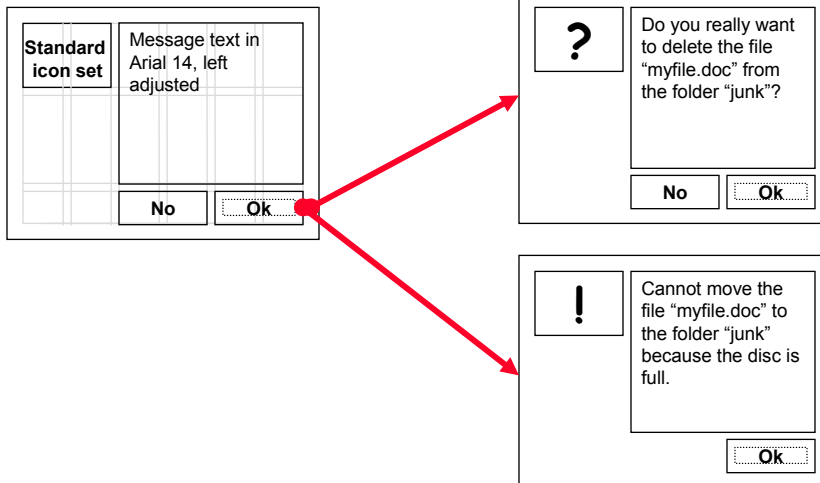 Standard
icon set
Message text in
Arial 14, left
adjusted
No
Ok
?
Do you really want
to delete the file
“myfile.doc” from
the folder “junk”?
No
Ok
!
Cannot move the
file “myfile.doc” to
the folder “junk”
because the disc is
full.
Ok